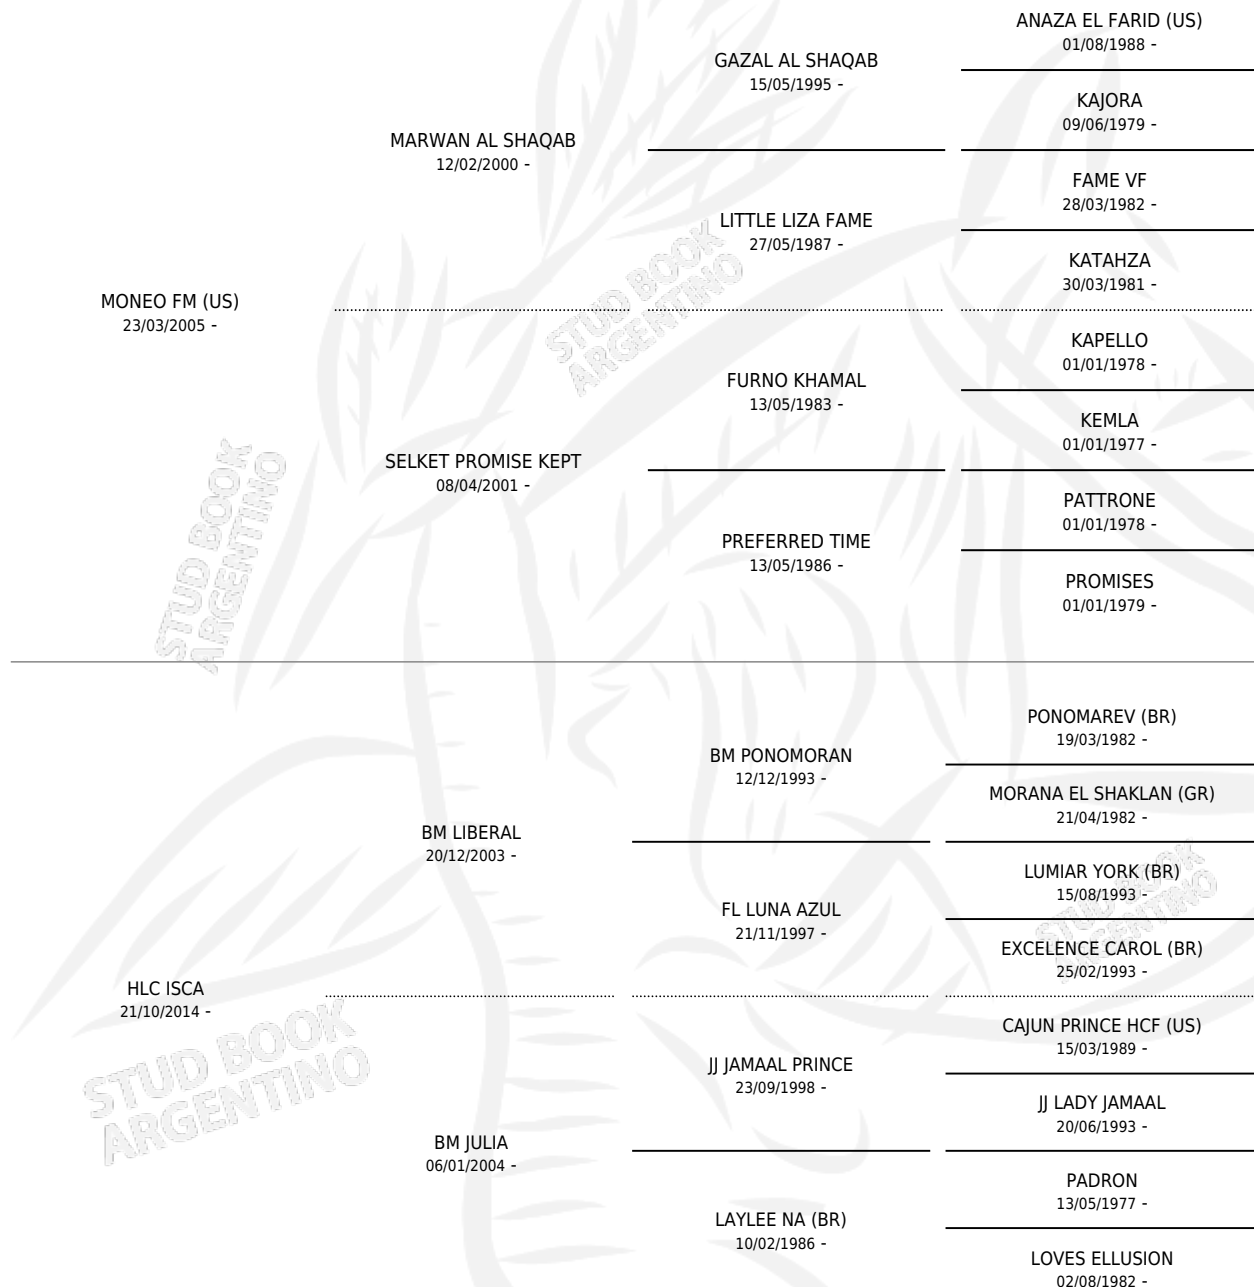 ANAZA EL FARID (US)
01/08/1988 -
GAZAL AL SHAQAB
15/05/1995 -
KAJORA
09/06/1979 -
MARWAN AL SHAQAB
12/02/2000 -
FAME VF
28/03/1982 -
LITTLE LIZA FAME
27/05/1987 -
KATAHZA
30/03/1981 -
MONEO FM (US)
23/03/2005 -
KAPELLO
01/01/1978 -
FURNO KHAMAL
13/05/1983 -
KEMLA
01/01/1977 -
SELKET PROMISE KEPT
08/04/2001 -
PATTRONE
01/01/1978 -
PREFERRED TIME
13/05/1986 -
PROMISES
01/01/1979 -
STUD BOOK
ARGENTINO
STUD BOOK
ARGENTINO
PONOMAREV (BR)
19/03/1982 -
BM PONOMORAN
12/12/1993 -
MORANA EL SHAKLAN (GR)
21/04/1982 -
BM LIBERAL
20/12/2003 -
LUMIAR YORK (BR)
15/08/1993 -
FL LUNA AZUL
21/11/1997 -
EXCELENCE CAROL (BR)
25/02/1993 -
HLC ISCA
21/10/2014 -
CAJUN PRINCE HCF (US)
15/03/1989 -
JJ JAMAAL PRINCE
23/09/1998 -
JJ LADY JAMAAL
20/06/1993 -
BM JULIA
06/01/2004 -
PADRON
13/05/1977 -
LAYLEE NA (BR)
10/02/1986 -
LOVES ELLUSION
02/08/1982 -
STUD BOOK
ARGENTINO
STUD BOOK
ARGENTINO